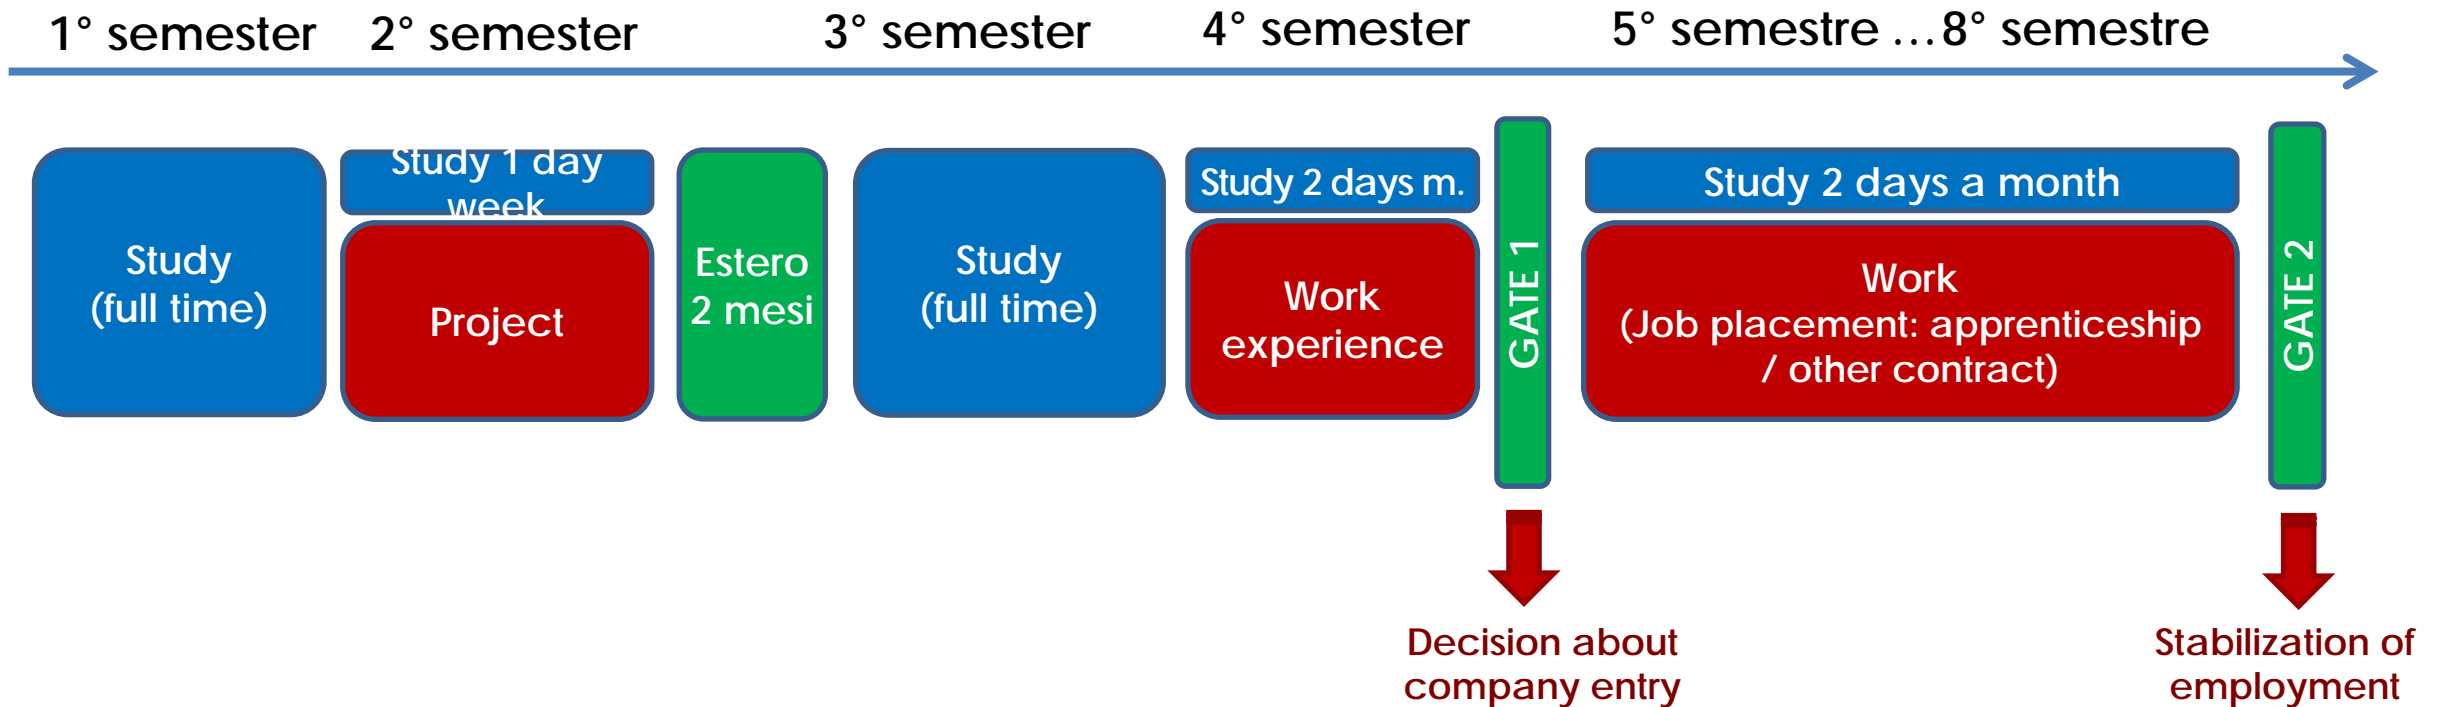 1° semester
2° semester
3° semester
4° semester
5° semestre ...8° semestre
Study
(full time)
Study 1 day
week
Project
Estero
2 mesi
Study
(full time)
Study 2 days m.
Work
experience
GATE 1
Study 2 days a month
Work
(Job placement: apprenticeship
/ other contract)
GATE 2
Decision about
company entry
Stabilization of
employment